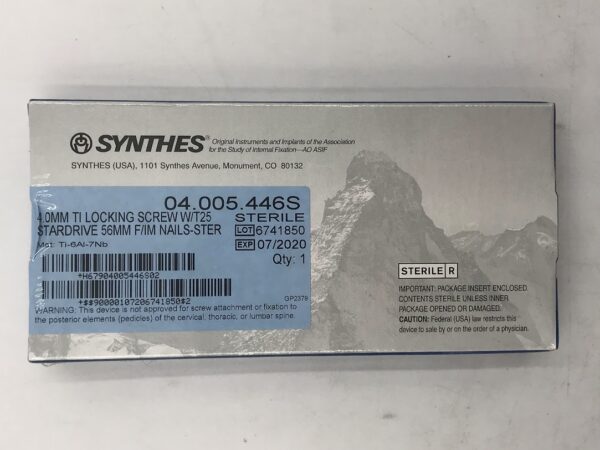 SYNTHES®
Original Instruments and Implants of the Association
for the Study of Internal Fixation—AO ASIF
SYNTHES (USA), 1101 Synthes Avenue, Monument, CO 80132
04.005.446S
4.0MM TI LOCKING SCREW W/T25
STERILE
STARDRIVE 56MM F/IM NAILS-STER
LOT 6741850
Mat: Ti-6Al-7Nb
EXP 07/2020
Qty: 1
*H67904005446S02
*$$90000107206741850#2
GP2379
WARNING: This device is not approved for screw attachment or fixation to
the posterior elements (pedicles) of the cervical, thoracic, or lumbar spine.
STERILE R
IMPORTANT: PACKAGE INSERT ENCLOSED.
CONTENTS STERILE UNLESS INNER
PACKAGE OPENED OR DAMAGED.
CAUTION: Federal (USA) law restricts this
device to sale by or on the order of a physician.